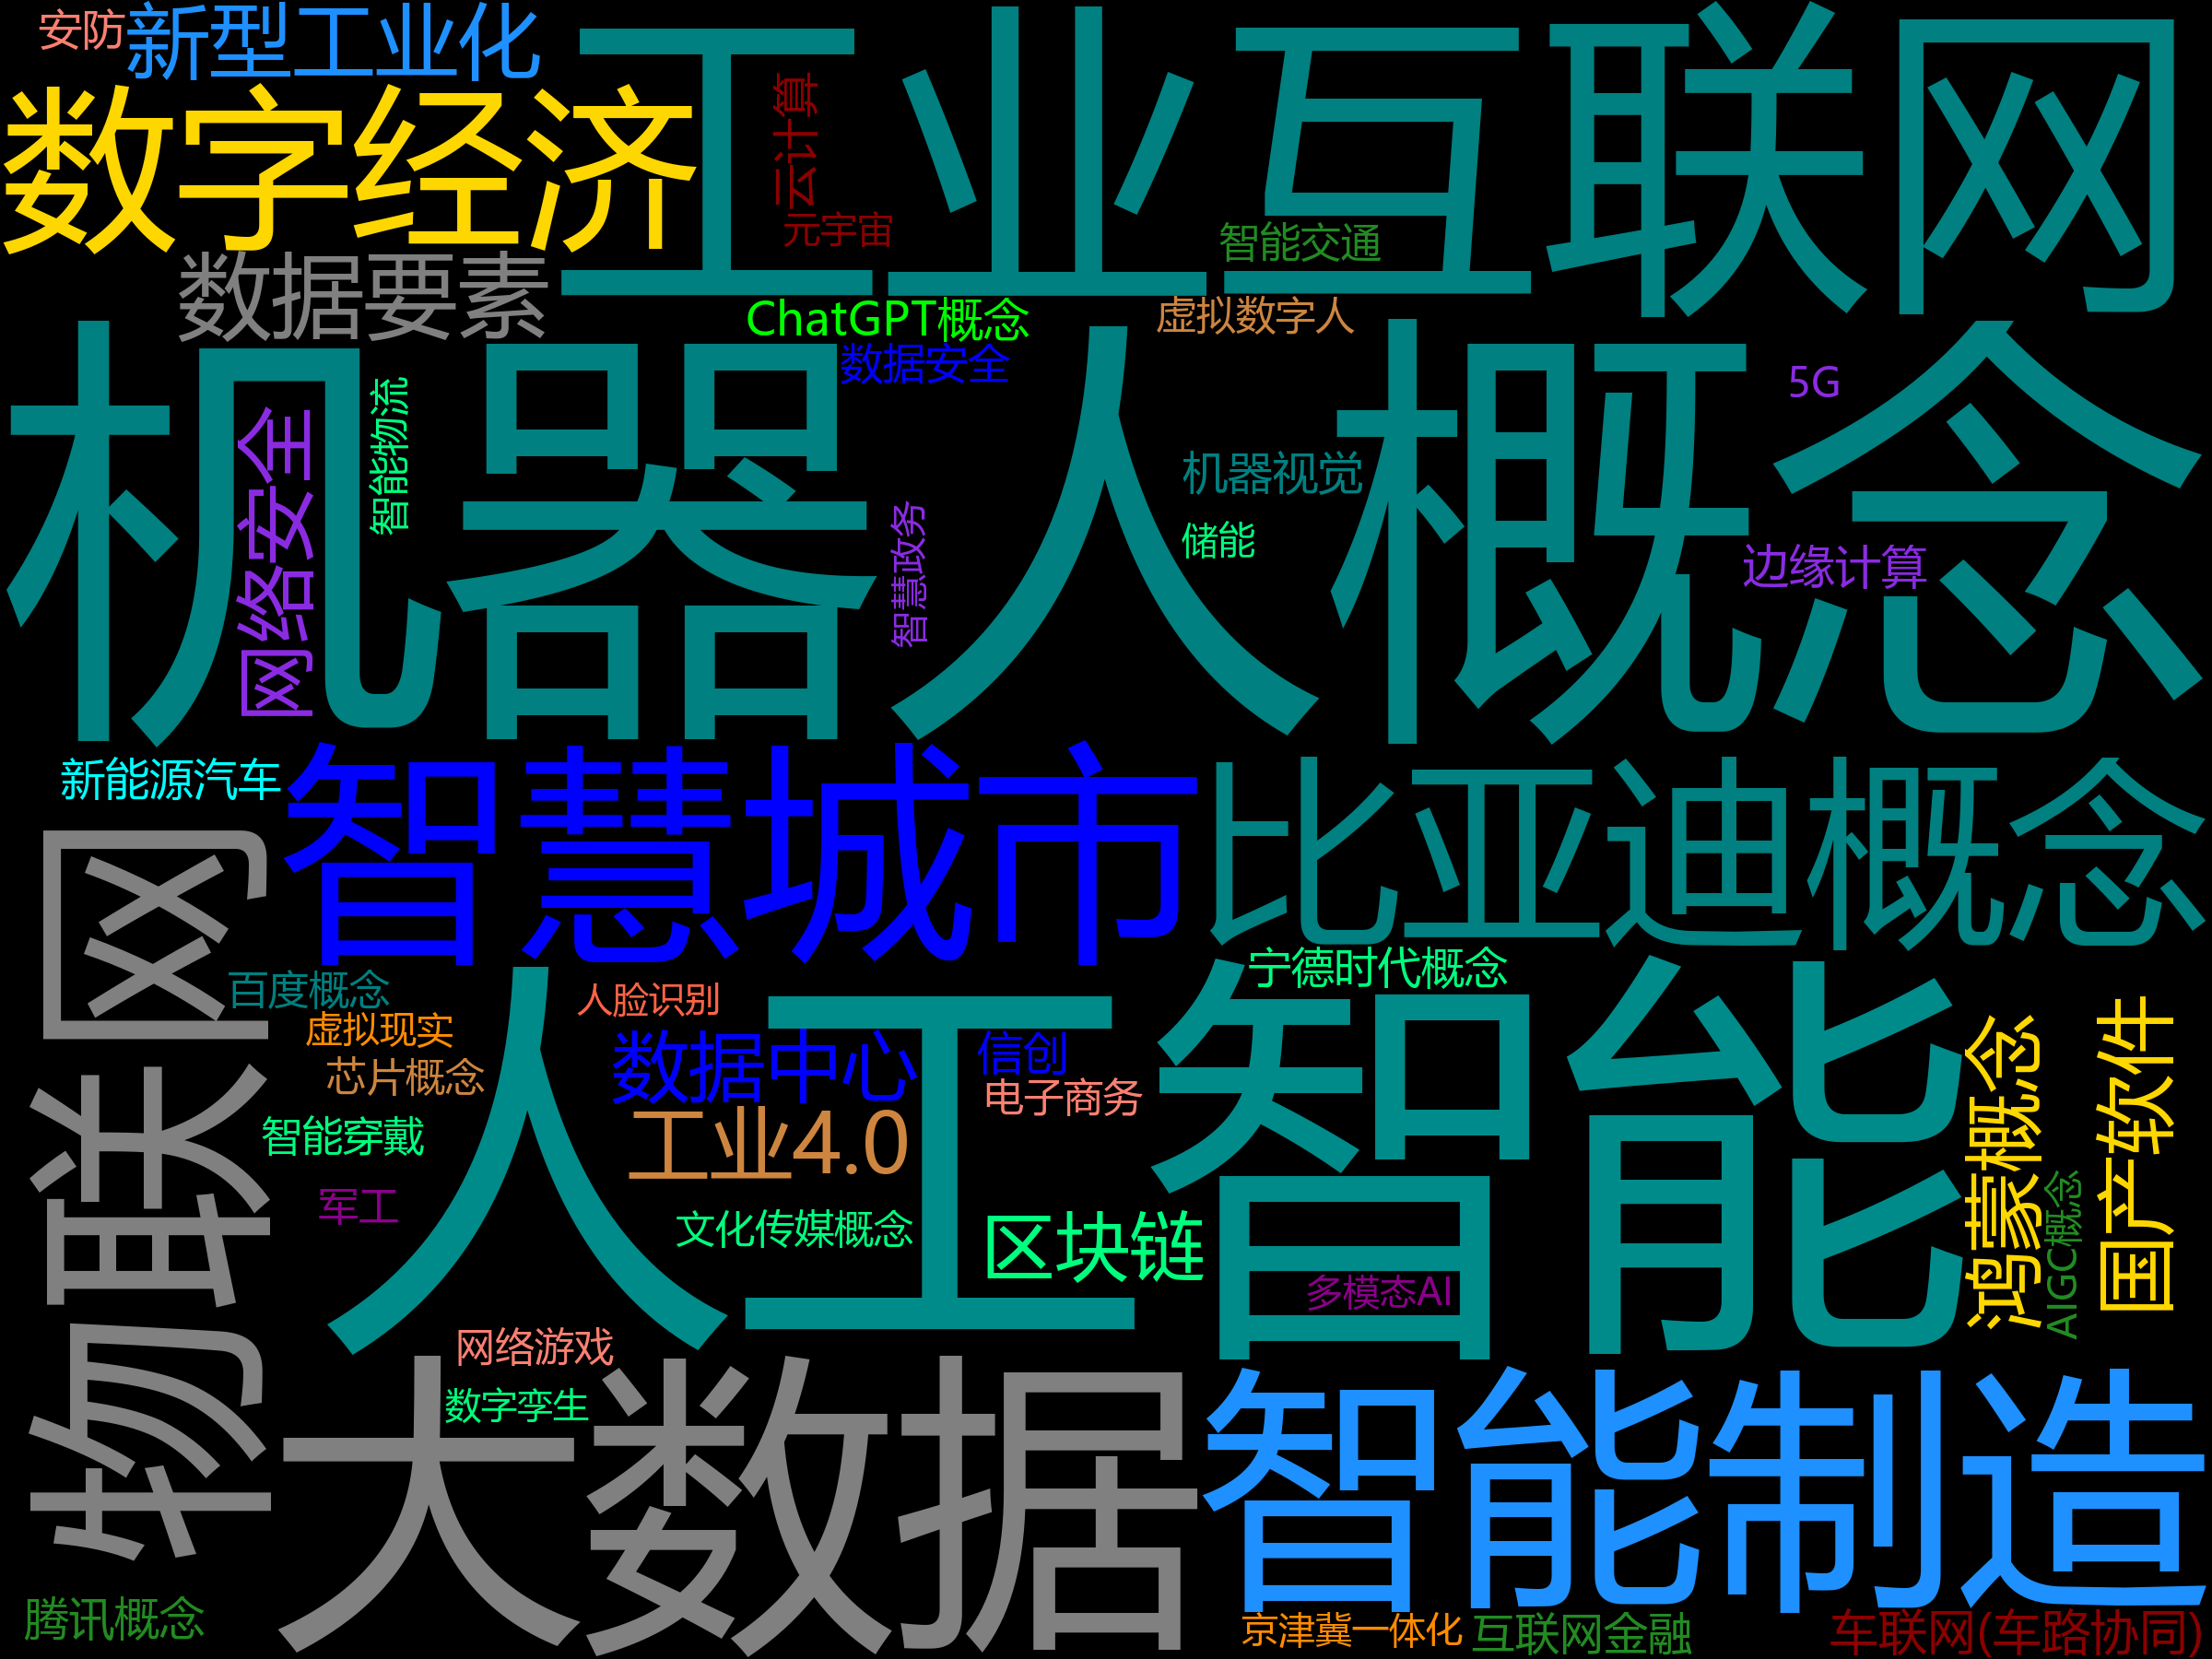 安防
新型工业化
工业互联网
数字经济
云计算
元宇宙
智能交通
数据要素
ChatGPT概念
虚拟数字人
机器人概念
数据安全
5G
智能物流
网络安全
机器视觉
智慧政务
储能
边缘计算
新能源汽车
智慧城市
比亚迪概念
物联网
宁德时代概念
人工智能
百度概念
人脸识别
虚拟现实
数据中心
信创
芯片概念
电子商务
鸿蒙概念
国产软件
工业4.0
智能穿戴
军工
文化传媒概念
区块链
AIGC概念
多模态AI
网络游戏
大数据
智能制造
数字孪生
腾讯概念
京津冀一体化
互联网金融
车联网(车路协同)